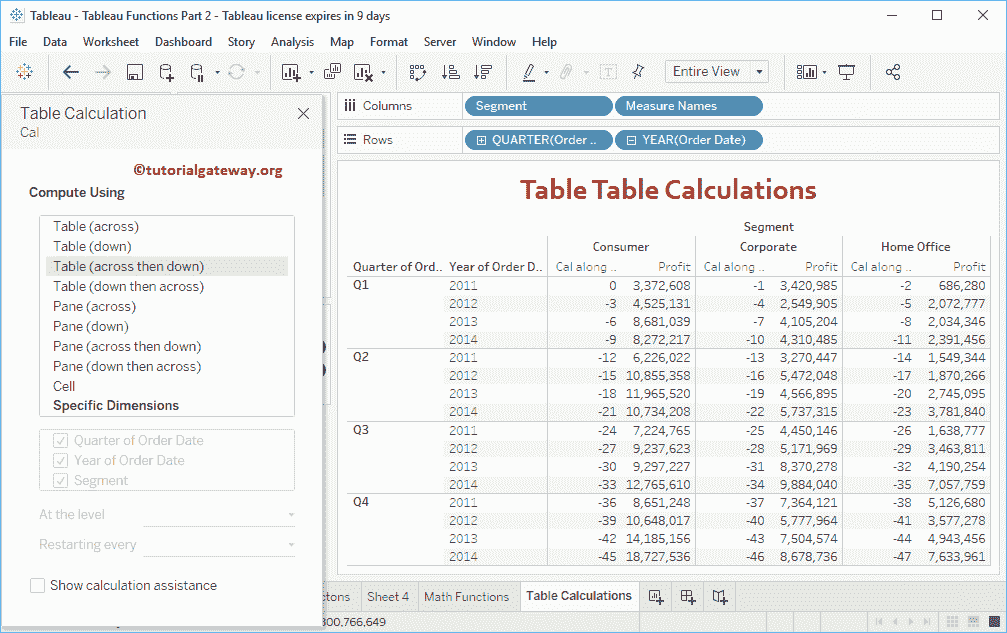 Tableau - Tableau Functions Part 2 - Tableau license expires in 9 days
File Data Worksheet Dashboard Story Analysis Map Format Server Window Help
Entire View
Table Calculation
Cal
©tutorialgateway.org
Compute Using
Table (across)
Table (down)
Table (across then down)
Table (down then across)
Pane (across)
Pane (down)
Pane (across then down)
Pane (down then across)
Cell
Specific Dimensions
Quarter of Order Date
Year of Order Date
Segment
At the level
Restarting every
Show calculation assistance
Columns Segment Measure Names
Rows QUARTER(Order .. YEAR(Order Date)
Table Table Calculations
Segment
Consumer Corporate Home Office
Quarter of Ord.. Year of Order D.. Cal along .. Profit Cal along .. Profit Cal along .. Profit
Q1 2011 0 3,372,608 -1 3,420,985 -2 686,280
2012 -3 4,525,131 -4 2,549,905 -5 2,072,777
2013 -6 8,681,039 -7 4,105,204 -8 2,034,346
2014 -9 8,272,217 -10 4,310,485 -11 2,391,456
Q2 2011 -12 6,226,022 -13 3,270,447 -14 1,549,344
2012 -15 10,855,358 -16 5,472,048 -17 1,870,266
2013 -18 11,965,520 -19 4,566,895 -20 2,745,095
2014 -21 10,734,208 -22 5,737,315 -23 3,781,840
Q3 2011 -24 7,224,765 -25 4,450,146 -26 1,638,777
2012 -27 9,237,623 -28 5,171,969 -29 3,463,811
2013 -30 9,297,227 -31 8,370,278 -32 4,190,254
2014 -33 12,765,610 -34 9,884,040 -35 7,057,759
Q4 2011 -36 8,651,248 -37 7,364,121 -38 5,126,680
2012 -39 10,648,017 -40 5,777,964 -41 3,577,278
2013 -42 14,185,156 -43 7,504,574 -44 4,943,456
2014 -45 18,727,536 -46 8,678,736 -47 7,633,961
ctons Sheet 4 Math Functions Table Calculations
300,766,649